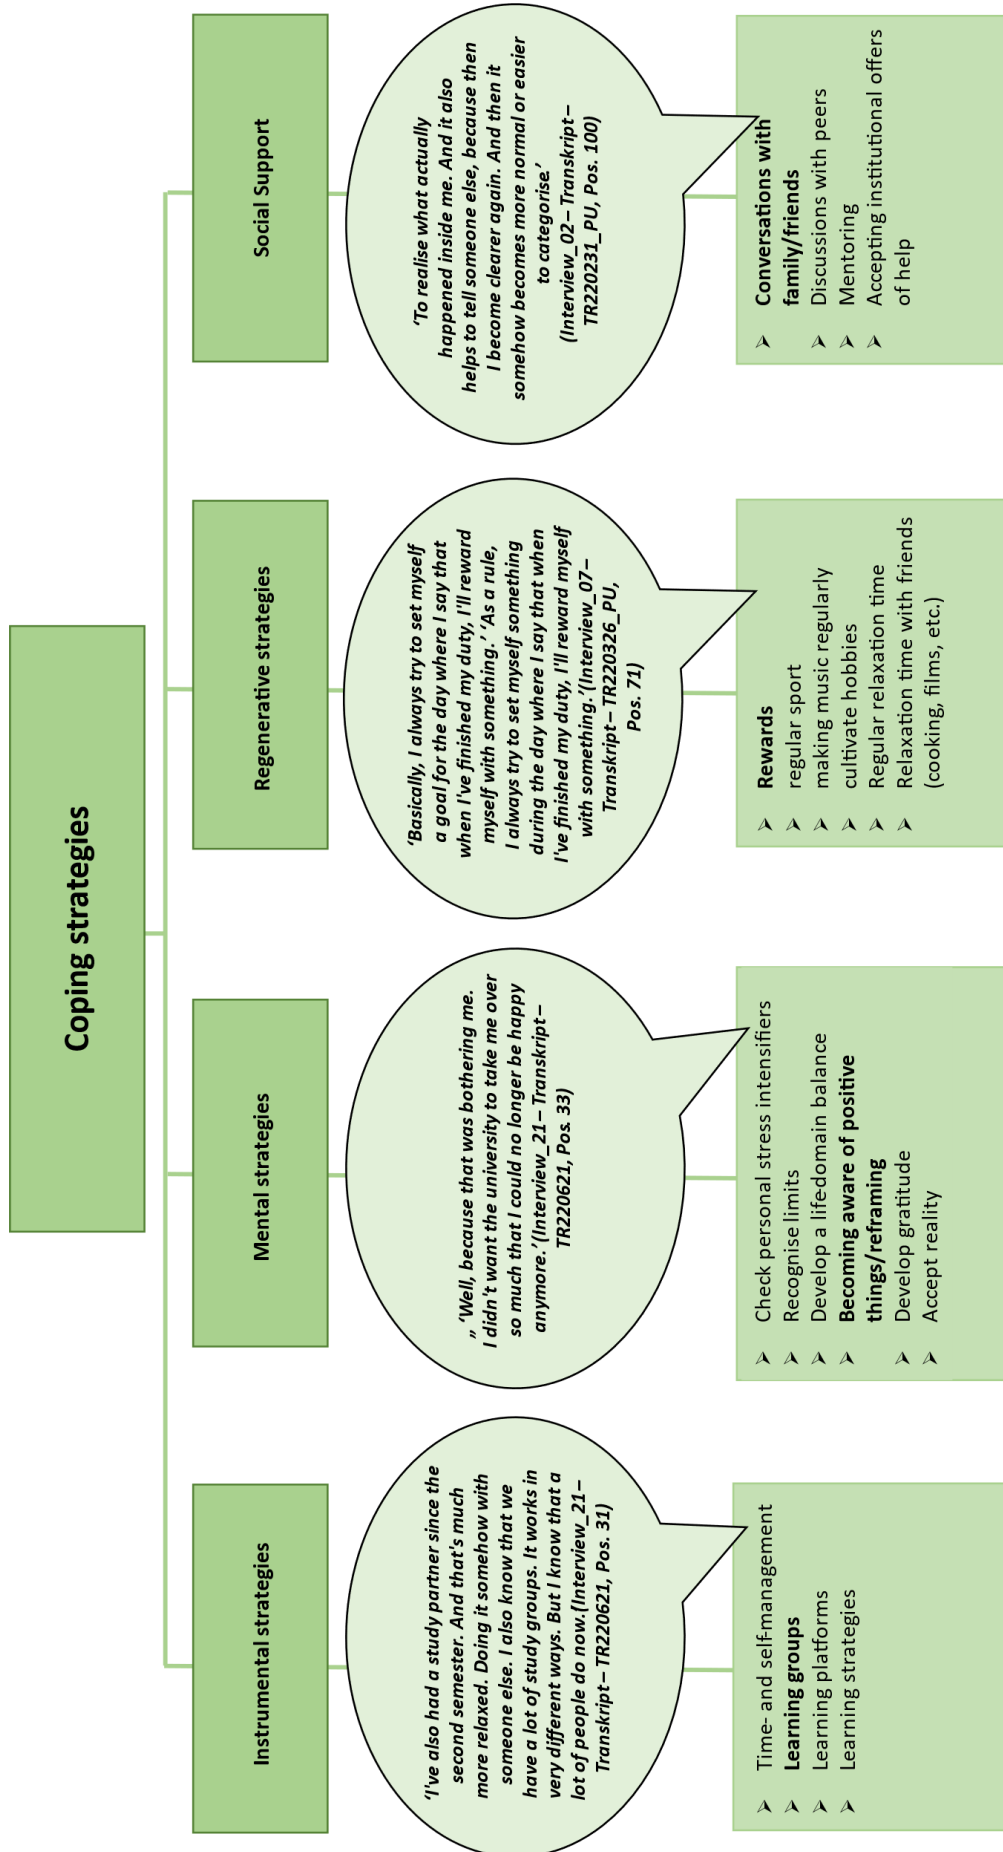 Coping strategies
Instrumental strategies
Mental strategies
Regenerative strategies
Social Support
‘I've also had a study partner since the
second semester. And that's much
more relaxed. Doing it somehow with
someone else. I also know that we
have a lot of study groups. It works in
very different ways. But I know that a
lot of people do now.(Interview_21–
Transkript – TR220621, Pos. 31)
„ ‘Well, because that was bothering me.
I didn't want the university to take me over
so much that I could no longer be happy
anymore.’(Interview_21 – Transkript –
TR220621, Pos. 33)
‘Basically, I always try to set myself
a goal for the day where I say that
when I've finished my duty, I'll reward
myself with something.’ ‘As a rule,
I always try to set myself something
during the day where I say that when
I've finished my duty, I'll reward myself
with something.’(Interview_07–
Transkript – TR220326_PU,
Pos. 71)
‘To realise what actually
happened inside me. And it also
helps to tell someone else, because then
I become clearer again. And then it
somehow becomes more normal or easier
to categorise.’
(Interview_02 – Transkript –
TR220231_PU, Pos. 100)
➢ Time- and self-management
➢ Learning groups
➢ Learning platforms
➢ Learning strategies
➢ Check personal stress intensifiers
➢ Recognise limits
➢ Develop a life-domain balance
➢ Becoming aware of positive
things/reframing
➢ Develop gratitude
➢ Accept reality
➢ Rewards
➢ regular sport
➢ making music regularly
➢ cultivate hobbies
➢ Regular relaxation time
➢ Relaxation time with friends
(cooking, films, etc.)
➢ Conversations with
family/friends
➢ Discussions with peers
➢ Mentoring
➢ Accepting institutional offers
of help